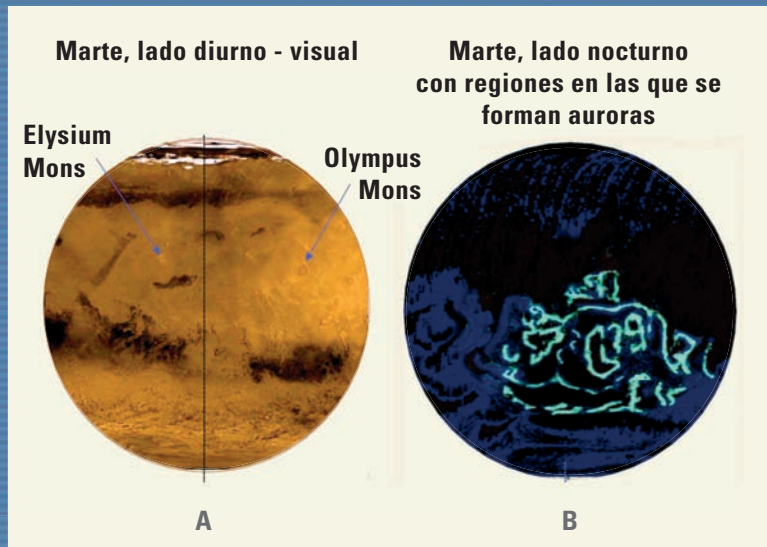 Marte, lado diurno - visual
Elysium
Mons
Olympus
Mons
A
Marte, lado nocturno
con regiones en las que se
forman auroras
B